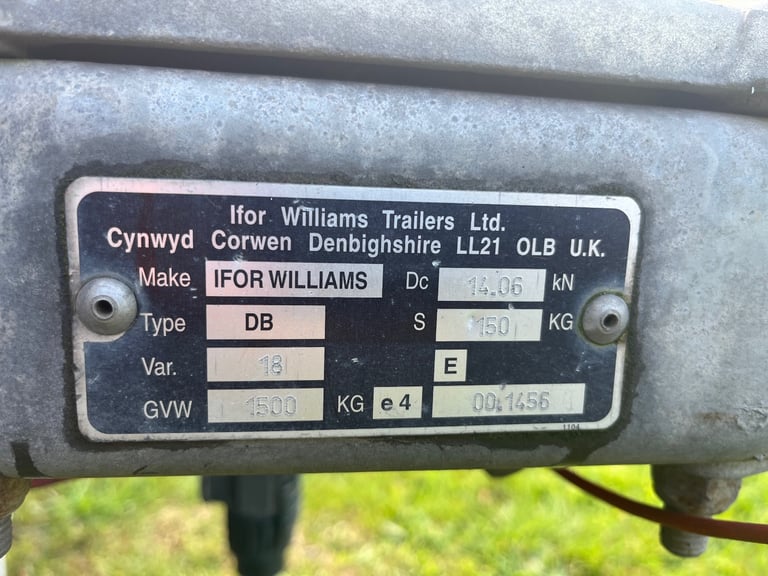 Ifor Williams Trailers Ltd.
Cynwyd Corwen Denbighshire LL21 OLB U.K.
Make IFOR WILLIAMS Dc 14.06 kN
Type DB S 150 KG
Var. 18 E
GVW 1500 KG e4 00.1456
1104